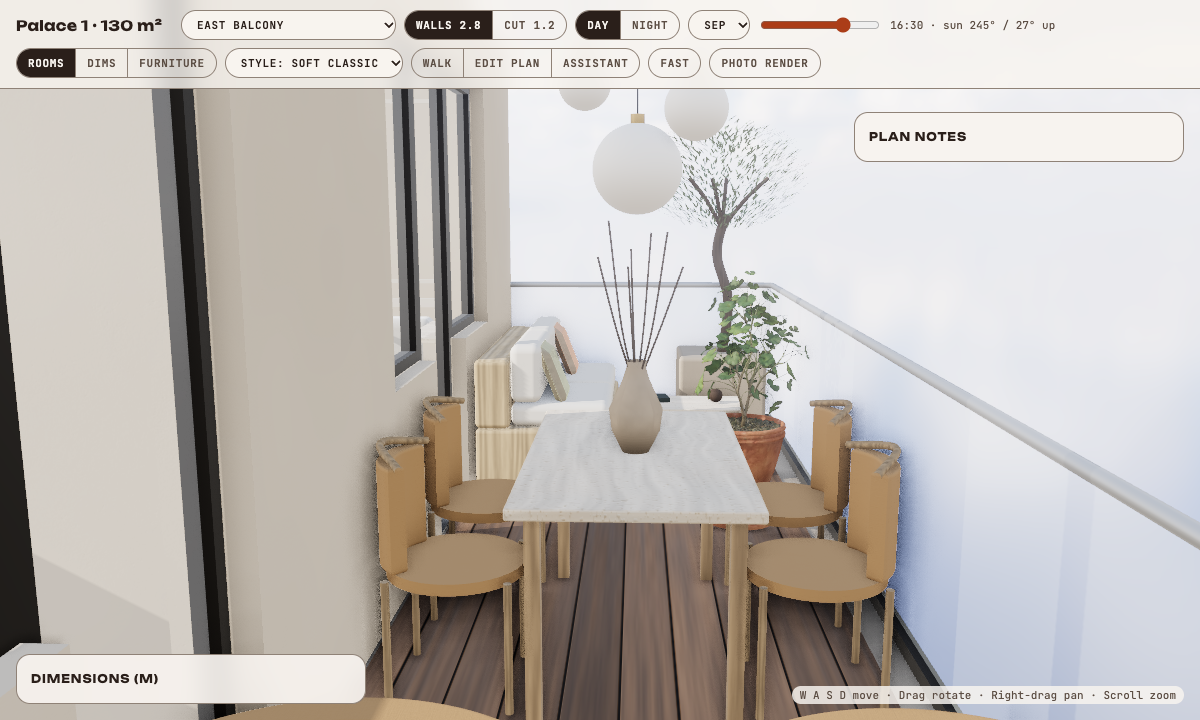 Palace 1 · 130 m²
EAST BALCONY
WALLS 2.8
CUT 1.2
DAY
NIGHT
SEP
16:30 · sun 245° / 27° up
ROOMS
DIMS
FURNITURE
STYLE: SOFT CLASSIC
WALK
EDIT PLAN
ASSISTANT
FAST
PHOTO RENDER
PLAN NOTES
DIMENSIONS (M)
W A S D move · Drag rotate · Right-drag pan · Scroll zoom